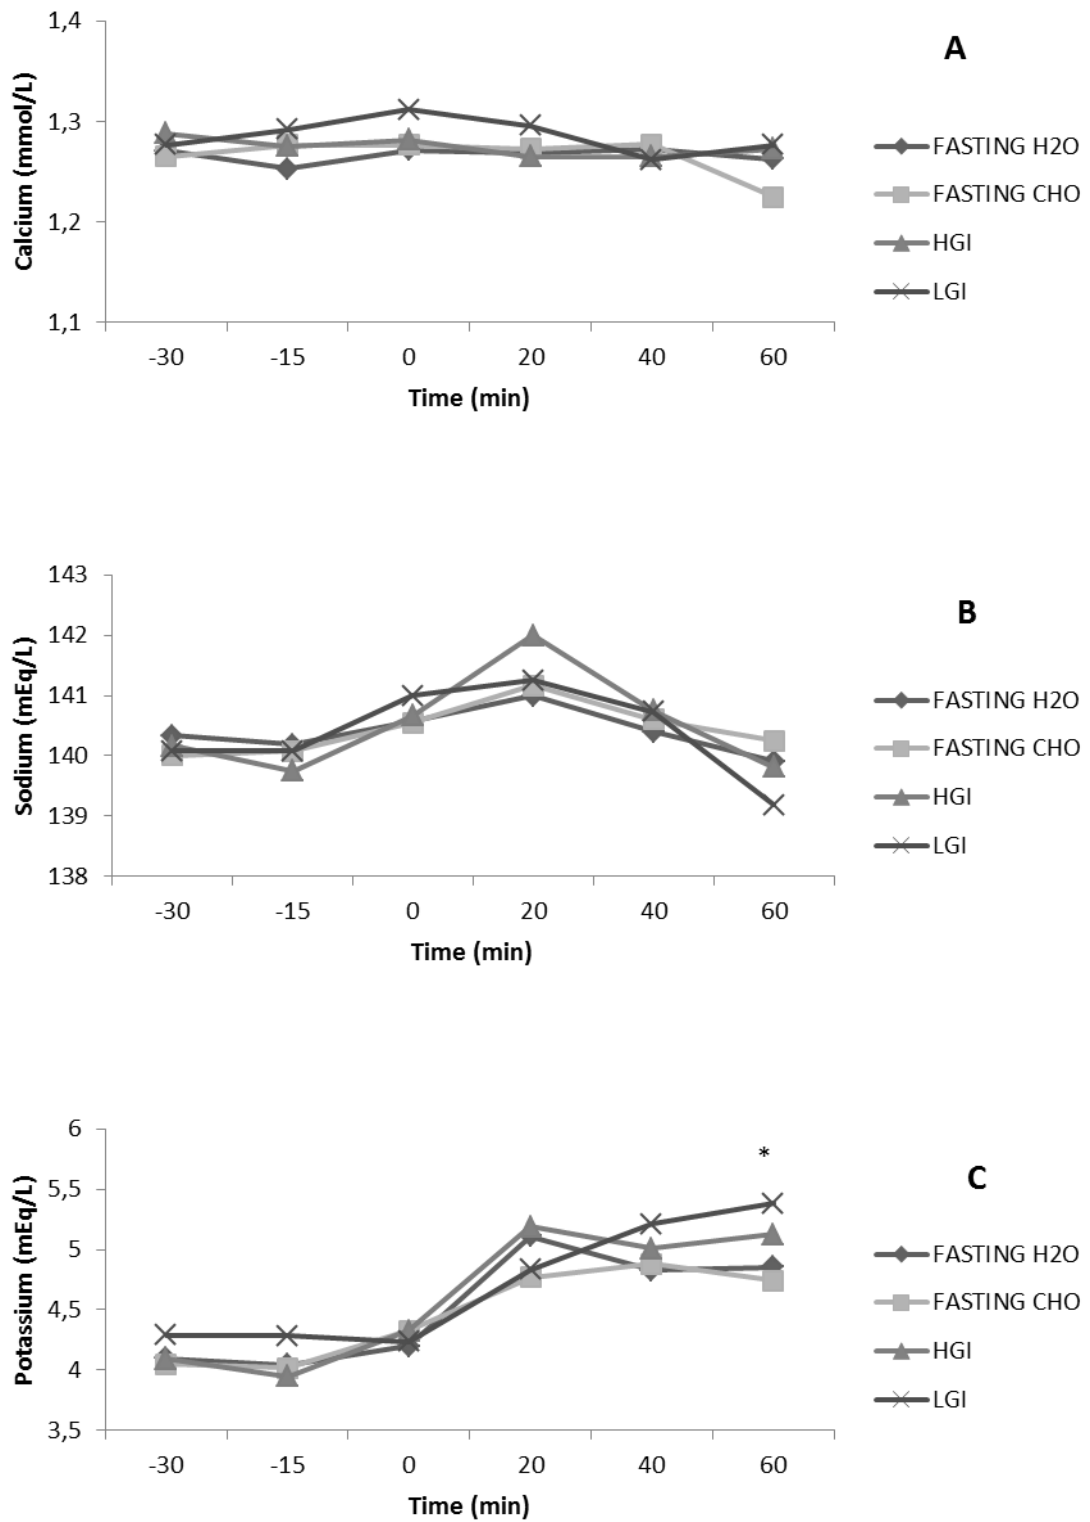 1,4
A
1,3
FASTING H2O
FASTING CHO
1,2
HGI
LGI
1,1
Calcium (mmol/L)
-30 -15 0 20 40 60
Time (min)
143
B
142
141
FASTING H2O
FASTING CHO
140
HGI
139
LGI
138
Sodium (mEq/L)
-30 -15 0 20 40 60
Time (min)
6
*
C
5,5
5
FASTING H2O
FASTING CHO
4,5
HGI
4
LGI
3,5
Potassium (mEq/L)
-30 -15 0 20 40 60
Time (min)